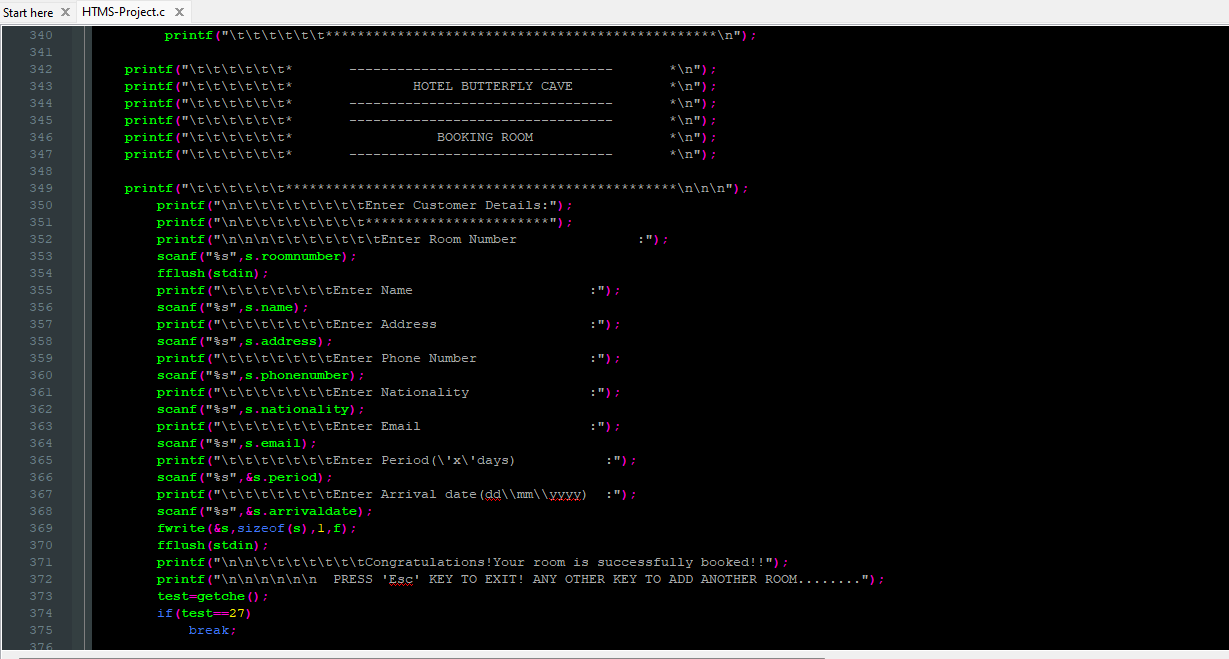 Start here X HTMS-Project.c X
340 printf("\t\t\t\t\t\t*************************************************\n");
341
342 printf("\t\t\t\t\t\t*       ---------------------------------       *\n");
343 printf("\t\t\t\t\t\t*               HOTEL BUTTERFLY CAVE            *\n");
344 printf("\t\t\t\t\t\t*       ---------------------------------       *\n");
345 printf("\t\t\t\t\t\t*       ---------------------------------       *\n");
346 printf("\t\t\t\t\t\t*                  BOOKING ROOM                 *\n");
347 printf("\t\t\t\t\t\t*       ---------------------------------       *\n");
348
349 printf("\t\t\t\t\t\t*************************************************\n\n\n");
350 printf("\n\t\t\t\t\t\t\t\tEnter Customer Details:");
351 printf("\n\t\t\t\t\t\t\t\t***********************");
352 printf("\n\n\n\t\t\t\t\t\t\tEnter Room Number               :");
353 scanf("%s",s.roomnumber);
354 fflush(stdin);
355 printf("\t\t\t\t\t\t\tEnter Name                      :");
356 scanf("%s",s.name);
357 printf("\t\t\t\t\t\t\tEnter Address                   :");
358 scanf("%s",s.address);
359 printf("\t\t\t\t\t\t\tEnter Phone Number              :");
360 scanf("%s",s.phonenumber);
361 printf("\t\t\t\t\t\t\tEnter Nationality               :");
362 scanf("%s",s.nationality);
363 printf("\t\t\t\t\t\t\tEnter Email                     :");
364 scanf("%s",s.email);
365 printf("\t\t\t\t\t\t\tEnter Period(\'x\'days)           :");
366 scanf("%s",&s.period);
367 printf("\t\t\t\t\t\t\tEnter Arrival date(dd\\mm\\yyyy)  :");
368 scanf("%s",&s.arrivaldate);
369 fwrite(&s,sizeof(s),1,f);
370 fflush(stdin);
371 printf("\n\n\t\t\t\t\t\t\tCongratulations!Your room is successfully booked!!");
372 printf("\n\n\n\n\n\n  PRESS 'Esc' KEY TO EXIT! ANY OTHER KEY TO ADD ANOTHER ROOM........");
373 test=getche();
374 if(test==27)
375 break;
376